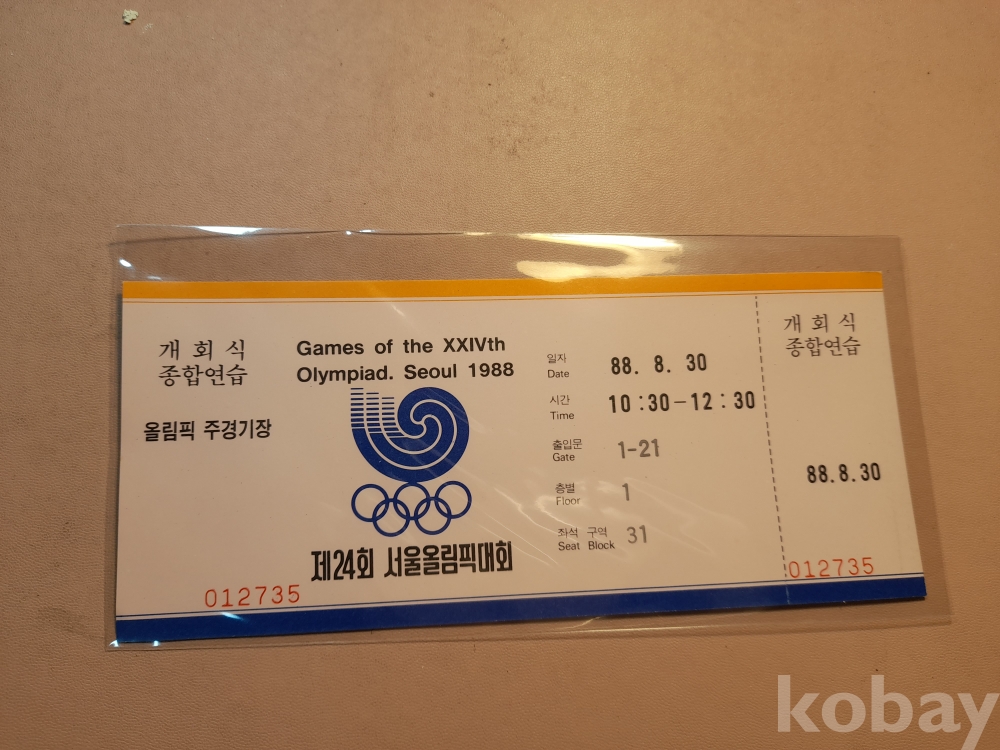 개 회 식
종합연습
올림픽 주경기장
012735
Games of the XXIVth
Olympiad. Seoul 1988
제24회 서울올림픽대회
일자
Date
88. 8. 30
시간
Time
10:30-12:30
출입문
Gate
1-21
층별
Floor
1
좌석 구역
Seat Block
31
개 회 식
종합연습
88.8.30
012735
kobay